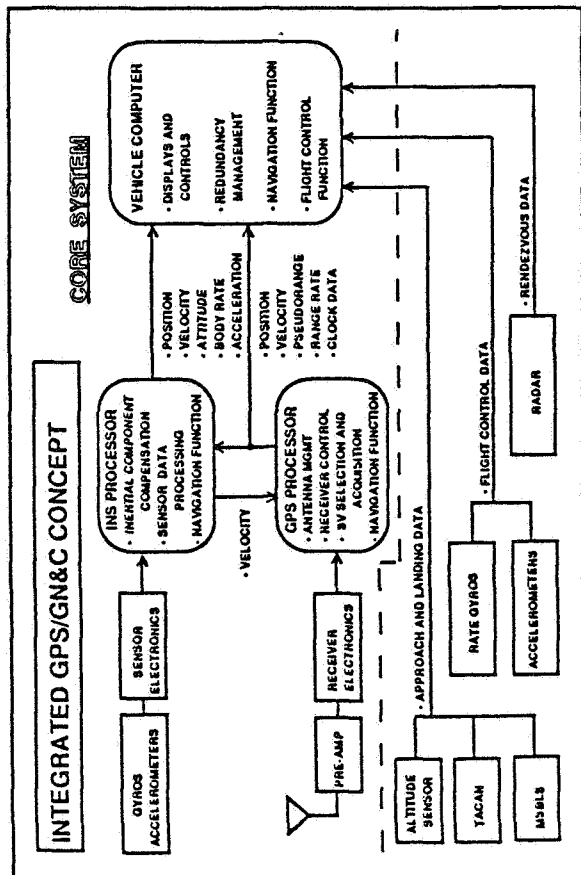 INTEGRATED GPS/GN&C CONCEPT
CORE SYSTEM
GYROS
ACCELEROMETERS
SENSOR
ELECTRONICS
INS PROCESSOR
• INERTIAL COMPONENT
COMPENSATION
• SENSOR DATA
PROCESSING
• NAVIGATION FUNCTION
• POSITION
• VELOCITY
• ATTITUDE
• BODY RATE
• ACCELERATION
VEHICLE COMPUTER
• DISPLAYS AND
CONTROLS
• REDUNDANCY
MANAGEMENT
• NAVIGATION FUNCTION
• FLIGHT CONTROL
FUNCTION
• VELOCITY
PRE-AMP
RECEIVER
ELECTRONICS
GPS PROCESSOR
• ANTENNA MGMT
• RECEIVER CONTROL
• SV SELECTION AND
ACQUISITION
• NAVIGATION FUNCTION
• POSITION
• VELOCITY
• PSEUDORANGE
• RANGE RATE
• CLOCK DATA
ALTITUDE
SENSOR
TACAN
MSBLS
• APPROACH AND LANDING DATA
RATE GYROS
ACCELEROMETERS
• FLIGHT CONTROL DATA
RADAR
• RENDEZVOUS DATA